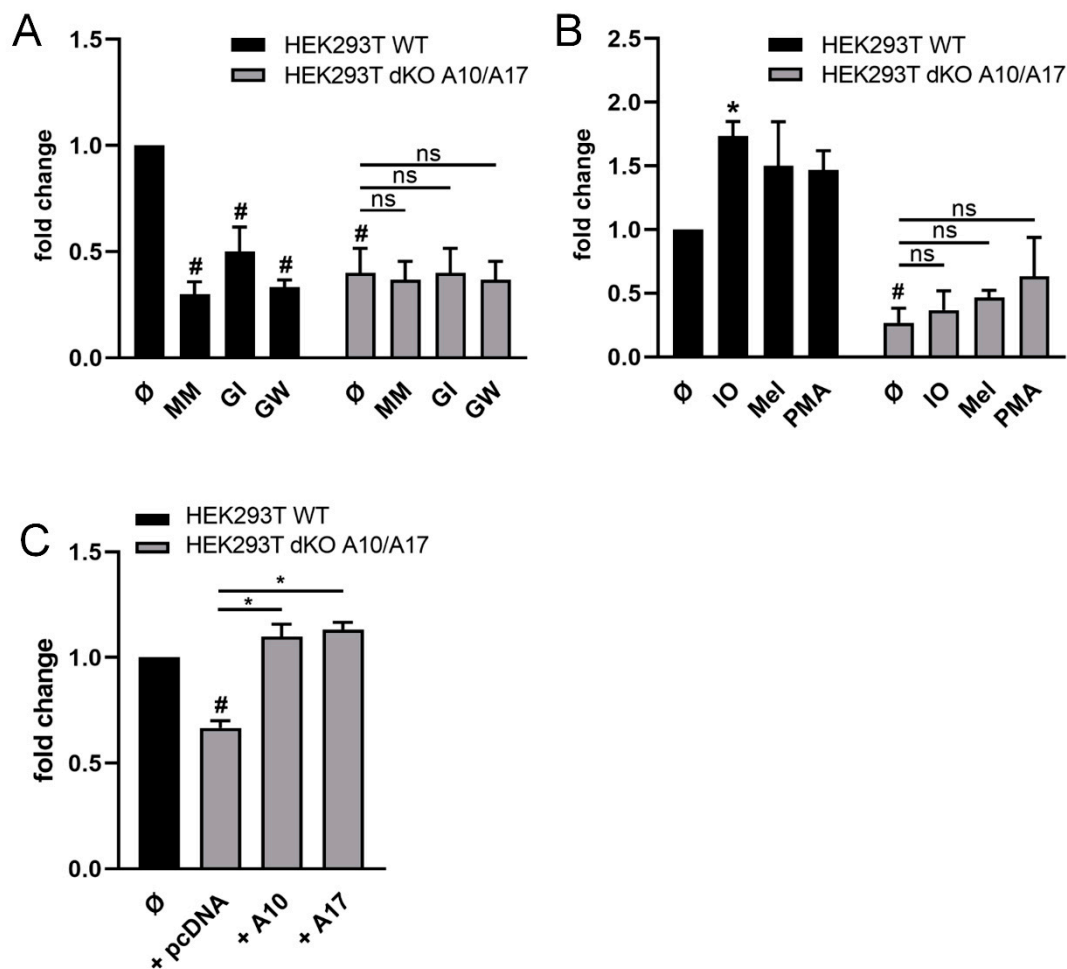 A
1.5
1.0
0.5
0.0
fold change
HEK293T WT
HEK293T dKO A10/A17
#
#
#
#
ns
ns
ns
Ø
MM
GI
GW
Ø
MM
GI
GW
B
2.5
2.0
1.5
1.0
0.5
0.0
fold change
HEK293T WT
HEK293T dKO A10/A17
*
#
ns
ns
ns
Ø
IO
Mel
PMA
Ø
IO
Mel
PMA
C
1.5
1.0
0.5
0.0
fold change
HEK293T WT
HEK293T dKO A10/A17
#
*
*
Ø
+ pcDNA
+ A10
+ A17